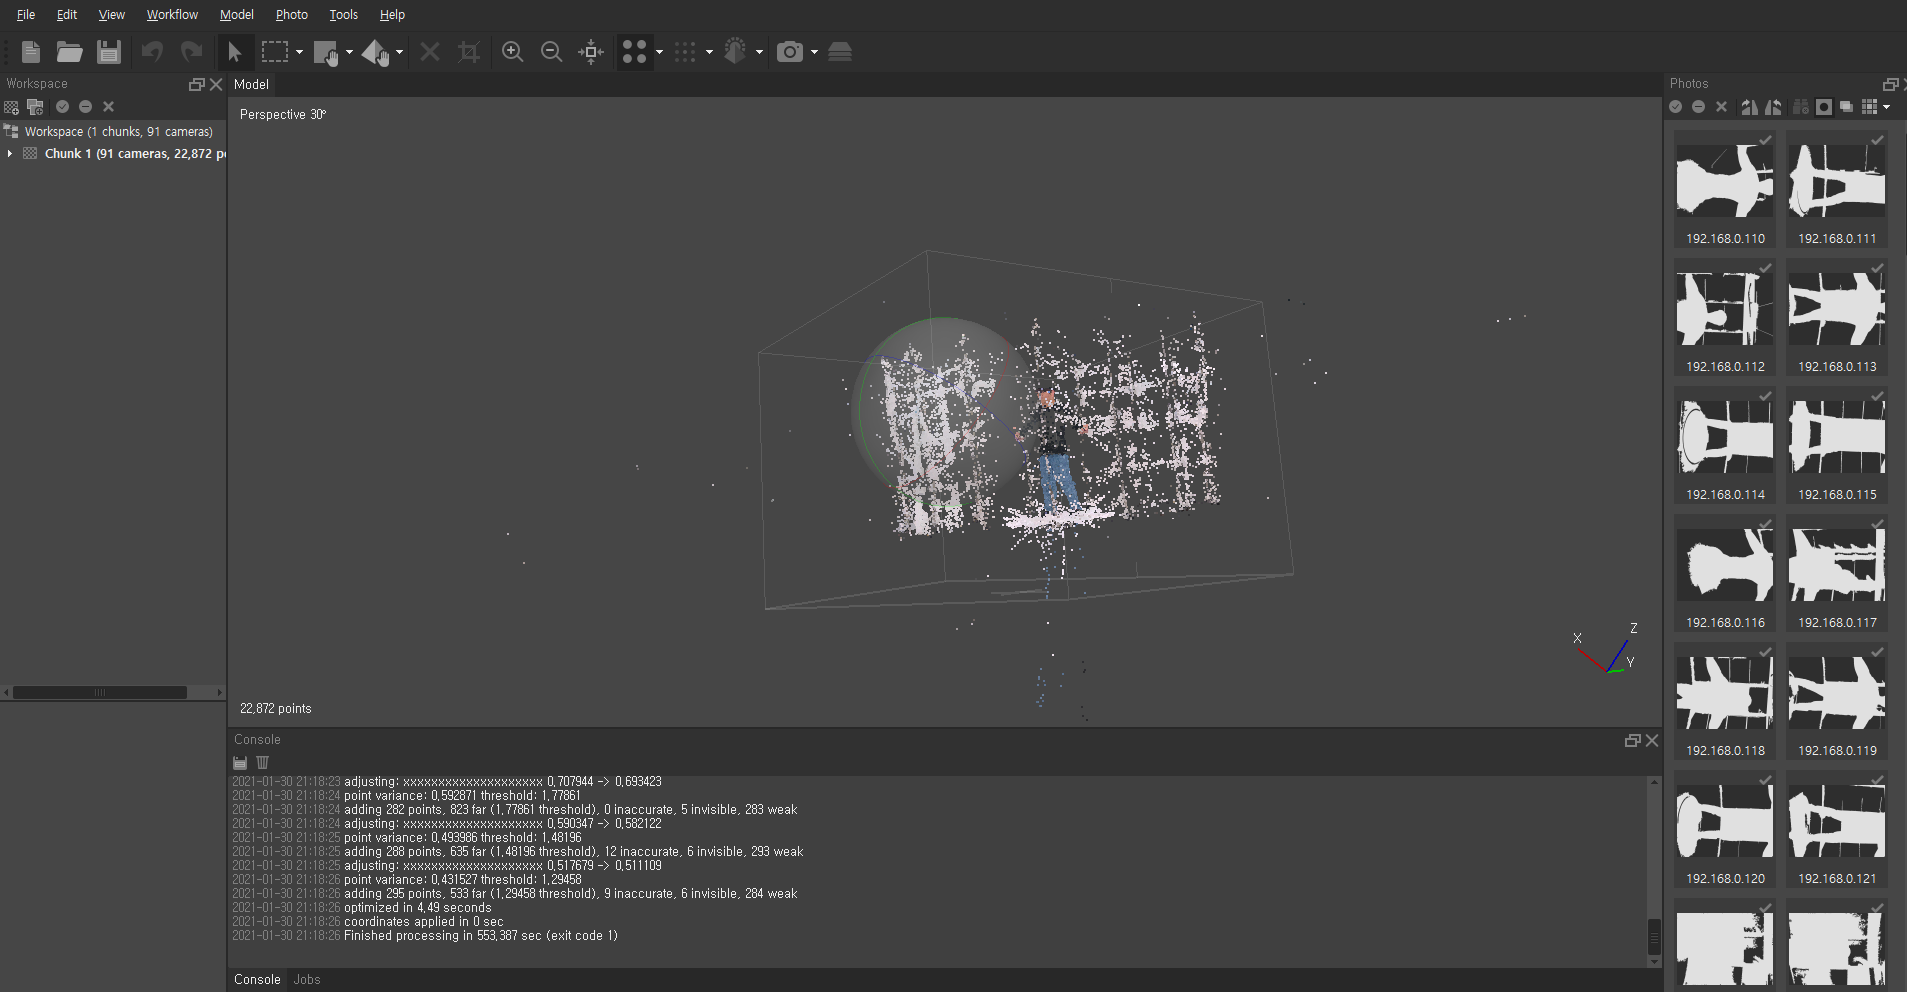 File Edit View Workflow Model Photo Tools Help
Workspace
Workspace (1 chunks, 91 cameras)
Chunk 1 (91 cameras, 22,872 p
Model
Perspective 30°
X
Z
Y
22,872 points
Console
2021-01-30 21:18:23 adjusting: xxxxxxxxxxxxxxxxxxxx 0,707944 -> 0,693423
2021-01-30 21:18:24 point variance: 0,592871 threshold: 1,77861
2021-01-30 21:18:24 adding 282 points, 823 far (1,77861 threshold), 0 inaccurate, 5 invisible, 283 weak
2021-01-30 21:18:24 adjusting: xxxxxxxxxxxxxxxxxxxx 0,590347 -> 0,582122
2021-01-30 21:18:25 point variance: 0,493986 threshold: 1,48196
2021-01-30 21:18:25 adding 288 points, 635 far (1,48196 threshold), 12 inaccurate, 6 invisible, 293 weak
2021-01-30 21:18:25 adjusting: xxxxxxxxxxxxxxxxxxxx 0,517679 -> 0,511109
2021-01-30 21:18:26 point variance: 0,431527 threshold: 1,29458
2021-01-30 21:18:26 adding 295 points, 533 far (1,29458 threshold), 9 inaccurate, 6 invisible, 284 weak
2021-01-30 21:18:26 optimized in 4,49 seconds
2021-01-30 21:18:26 coordinates applied in 0 sec
2021-01-30 21:18:26 Finished processing in 553,387 sec (exit code 1)
Console Jobs
Photos
192.168.0.110 192.168.0.111
192.168.0.112 192.168.0.113
192.168.0.114 192.168.0.115
192.168.0.116 192.168.0.117
192.168.0.118 192.168.0.119
192.168.0.120 192.168.0.121